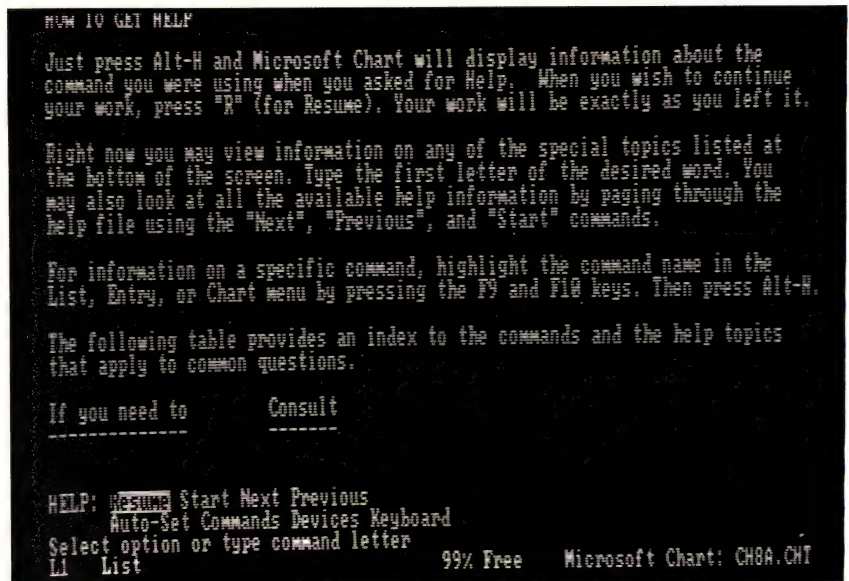 HOW TO GET HELP
Just press Alt-H and Microsoft Chart will display information about the
command you were using when you asked for Help. When you wish to continue
your work, press "R" (for Resume). Your work will be exactly as you left it.
Right now you may view information on any of the special topics listed at
the bottom of the screen. Type the first letter of the desired word. You
may also look at all the available help information by paging through the
help file using the "Next", "Previous", and "Start" commands.
For information on a specific command, highlight the command name in the
List, Entry, or Chart menu by pressing the F9 and F10 keys. Then press Alt-H.
The following table provides an index to the commands and the help topics
that apply to common questions.
If you need to Consult
-------------- -------
HELP: Resume Start Next Previous
Auto-Set Commands Devices Keyboard
Select option or type command letter
L1 List 99% Free Microsoft Chart: CH8A.CHT